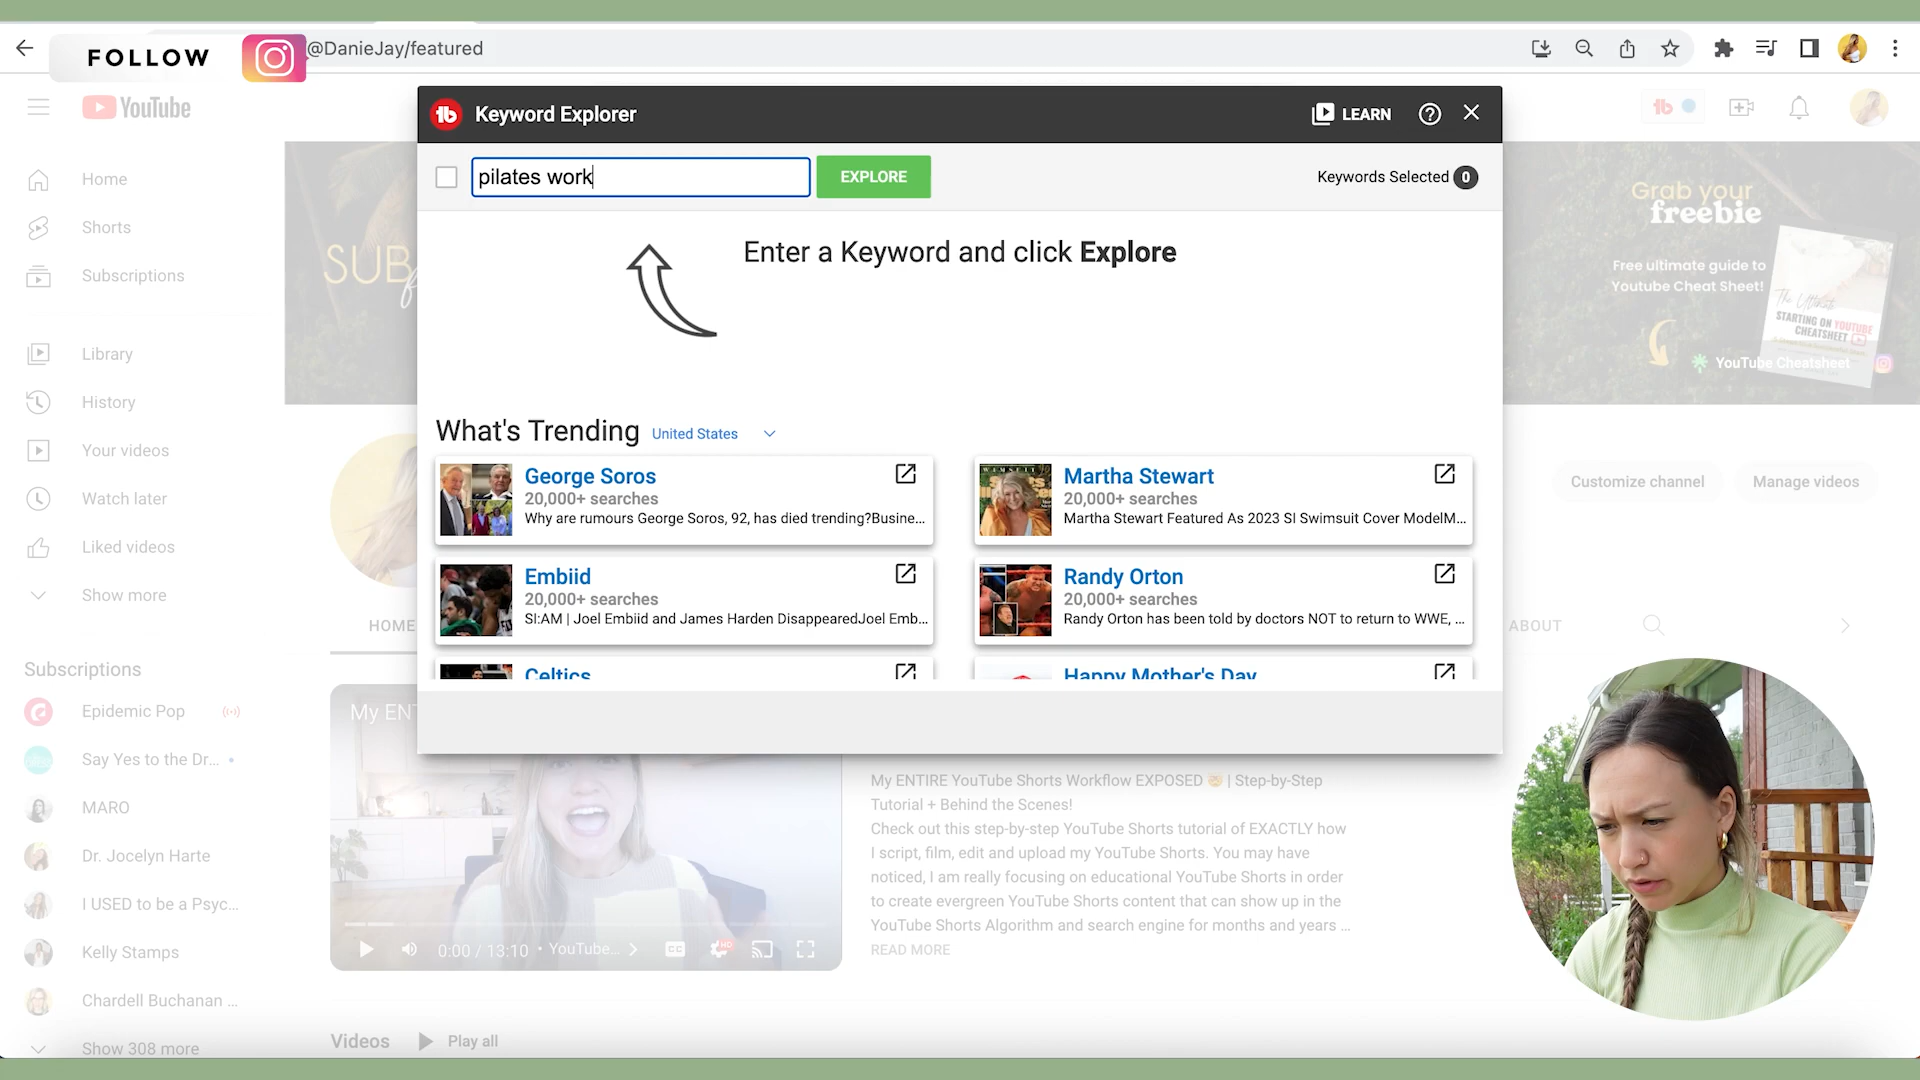 FOLLOW
@DanieJay/featured
YouTube
Keyword Explorer
LEARN
pilates work
EXPLORE
Keywords Selected 0
Enter a Keyword and click Explore
Home
Shorts
Subscriptions
Library
History
Your videos
Watch later
Liked videos
Show more
Subscriptions
Epidemic Pop
Say Yes to the Dr...
MARO
Dr. Jocelyn Harte
I USED to be a Psyc...
Kelly Stamps
Chardell Buchanan ...
Show 308 more
SUB
Grab your
freebie
Free ultimate guide to
Youtube Cheat Sheet!
The Ultimate
STARTING ON YOUTUBE
CHEATSHEET
YouTube Cheatsheet
What's Trending United States
George Soros
20,000+ searches
Why are rumours George Soros, 92, has died trending?Busine...
Martha Stewart
20,000+ searches
Martha Stewart Featured As 2023 SI Swimsuit Cover ModelM...
Embiid
20,000+ searches
SI:AM | Joel Embiid and James Harden DisappearedJoel Emb...
Randy Orton
20,000+ searches
Randy Orton has been told by doctors NOT to return to WWE, ...
Celtics
Happy Mother's Day
Customize channel
Manage videos
HOME
ABOUT
My ENT
0:00 / 13:10 • YouTube...
CC
HD
My ENTIRE YouTube Shorts Workflow EXPOSED 🤯 | Step-by-Step
Tutorial + Behind the Scenes!
Check out this step-by-step YouTube Shorts tutorial of EXACTLY how
I script, film, edit and upload my YouTube Shorts. You may have
noticed, I am really focusing on educational YouTube Shorts in order
to create evergreen YouTube Shorts content that can show up in the
YouTube Shorts Algorithm and search engine for months and years ...
READ MORE
Videos
Play all